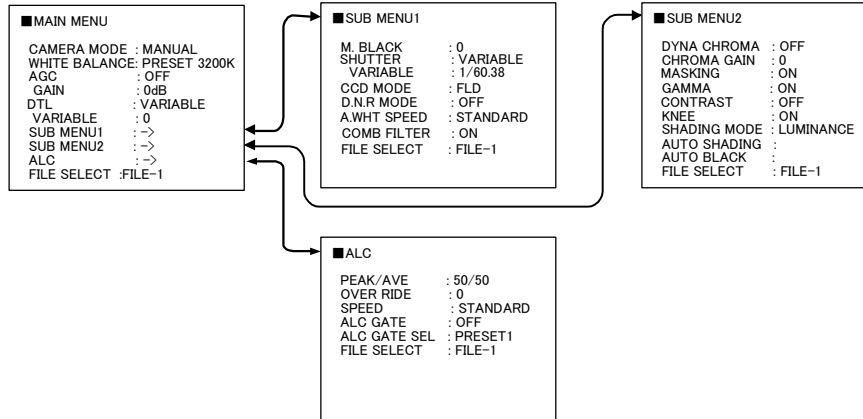 ■MAIN MENU
CAMERA MODE : MANUAL
WHITE BALANCE: PRESET 3200K
AGC : OFF
GAIN : 0dB
DTL : VARIABLE
VARIABLE : 0
SUB MENU1 : ->
SUB MENU2 : ->
ALC : ->
FILE SELECT :FILE-1
■SUB MENU1
M. BLACK : 0
SHUTTER : VARIABLE
VARIABLE : 1/60.38
CCD MODE : FLD
D.N.R MODE : OFF
A.WHT SPEED : STANDARD
COMB FILTER : ON
FILE SELECT : FILE-1
■SUB MENU2
DYNA CHROMA : OFF
CHROMA GAIN : 0
MASKING : ON
GAMMA : ON
CONTRAST : OFF
KNEE : ON
SHADING MODE : LUMINANCE
AUTO SHADING :
AUTO BLACK :
FILE SELECT : FILE-1
■ALC
PEAK/AVE : 50/50
OVER RIDE : 0
SPEED : STANDARD
ALC GATE : OFF
ALC GATE SEL : PRESET1
FILE SELECT : FILE-1